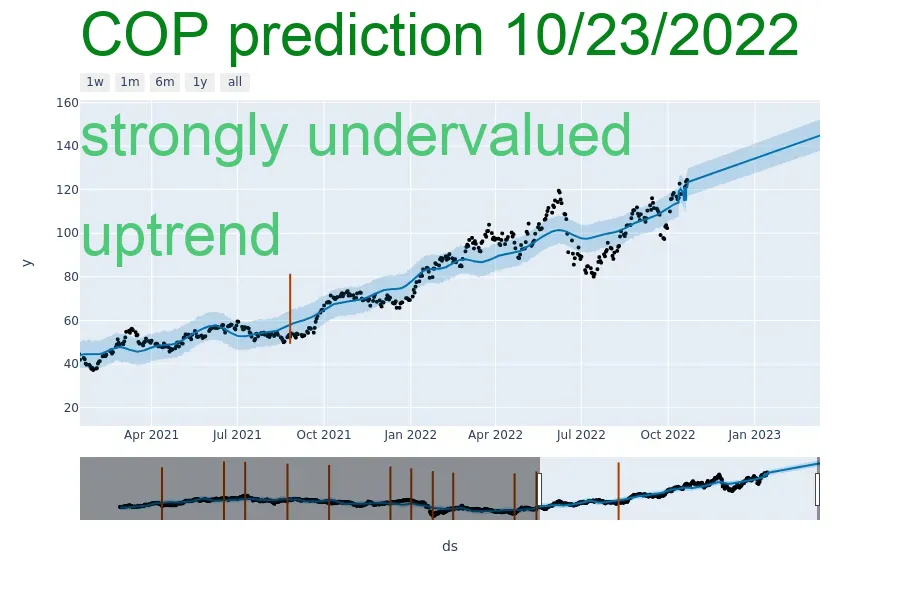 COP prediction 10/23/2022
1w 1m 6m 1y all
160
strongly undervalued
140
120
uptrend
100
y
80
60
40
20
Apr 2021 Jul 2021 Oct 2021 Jan 2022 Apr 2022 Jul 2022 Oct 2022 Jan 2023
ds